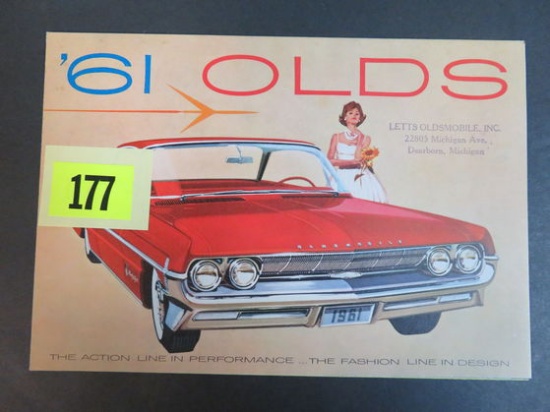 '61 OLDS
LETTS OLDSMOBILE, INC.
22805 Michigan Ave.,
Dearborn, Michigan
177
OLDSMOBILE
1961
THE ACTION LINE IN PERFORMANCE ... THE FASHION LINE IN DESIGN